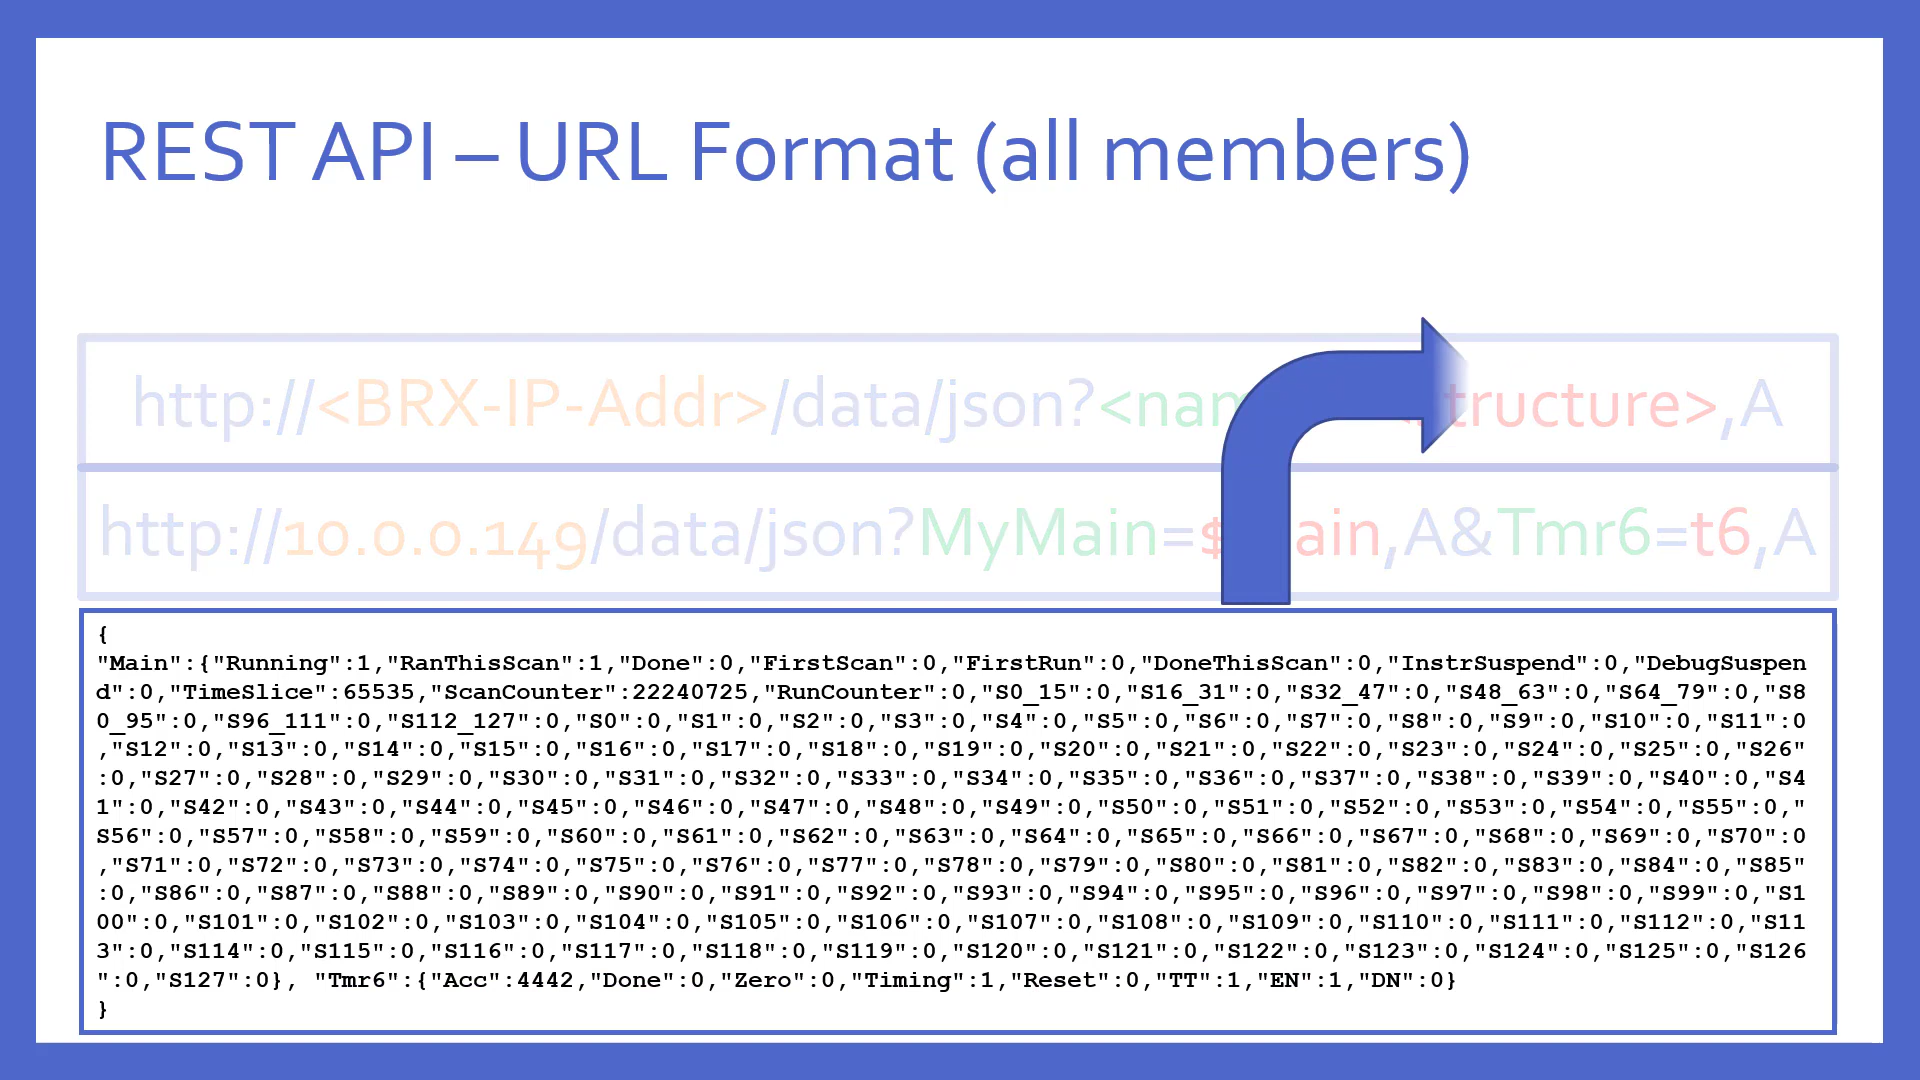 REST API – URL Format (all members)
http://<BRX-IP-Addr>/data/json? tructure>,A
http://10.0.0.149/data/json?MyMain=$ ain,A&Tmr6=t6,A
{
"Main":{"Running":1,"RanThisScan":1,"Done":0,"FirstScan":0,"FirstRun":0,"DoneThisScan":0,"InstrSuspend":0,"DebugSuspen
d":0,"TimeSlice":65535,"ScanCounter":22240725,"RunCounter":0,"S0_15":0,"S16_31":0,"S32_47":0,"S48_63":0,"S64_79":0,"S8
0_95":0,"S96_111":0,"S112_127":0,"S0":0,"S1":0,"S2":0,"S3":0,"S4":0,"S5":0,"S6":0,"S7":0,"S8":0,"S9":0,"S10":0,"S11":0
,"S12":0,"S13":0,"S14":0,"S15":0,"S16":0,"S17":0,"S18":0,"S19":0,"S20":0,"S21":0,"S22":0,"S23":0,"S24":0,"S25":0,"S26"
:0,"S27":0,"S28":0,"S29":0,"S30":0,"S31":0,"S32":0,"S33":0,"S34":0,"S35":0,"S36":0,"S37":0,"S38":0,"S39":0,"S40":0,"S4
1":0,"S42":0,"S43":0,"S44":0,"S45":0,"S46":0,"S47":0,"S48":0,"S49":0,"S50":0,"S51":0,"S52":0,"S53":0,"S54":0,"S55":0,"
S56":0,"S57":0,"S58":0,"S59":0,"S60":0,"S61":0,"S62":0,"S63":0,"S64":0,"S65":0,"S66":0,"S67":0,"S68":0,"S69":0,"S70":0
,"S71":0,"S72":0,"S73":0,"S74":0,"S75":0,"S76":0,"S77":0,"S78":0,"S79":0,"S80":0,"S81":0,"S82":0,"S83":0,"S84":0,"S85"
:0,"S86":0,"S87":0,"S88":0,"S89":0,"S90":0,"S91":0,"S92":0,"S93":0,"S94":0,"S95":0,"S96":0,"S97":0,"S98":0,"S99":0,"S1
00":0,"S101":0,"S102":0,"S103":0,"S104":0,"S105":0,"S106":0,"S107":0,"S108":0,"S109":0,"S110":0,"S111":0,"S112":0,"S11
3":0,"S114":0,"S115":0,"S116":0,"S117":0,"S118":0,"S119":0,"S120":0,"S121":0,"S122":0,"S123":0,"S124":0,"S125":0,"S126
":0,"S127":0}, "Tmr6":{"Acc":4442,"Done":0,"Zero":0,"Timing":1,"Reset":0,"TT":1,"EN":1,"DN":0}
}